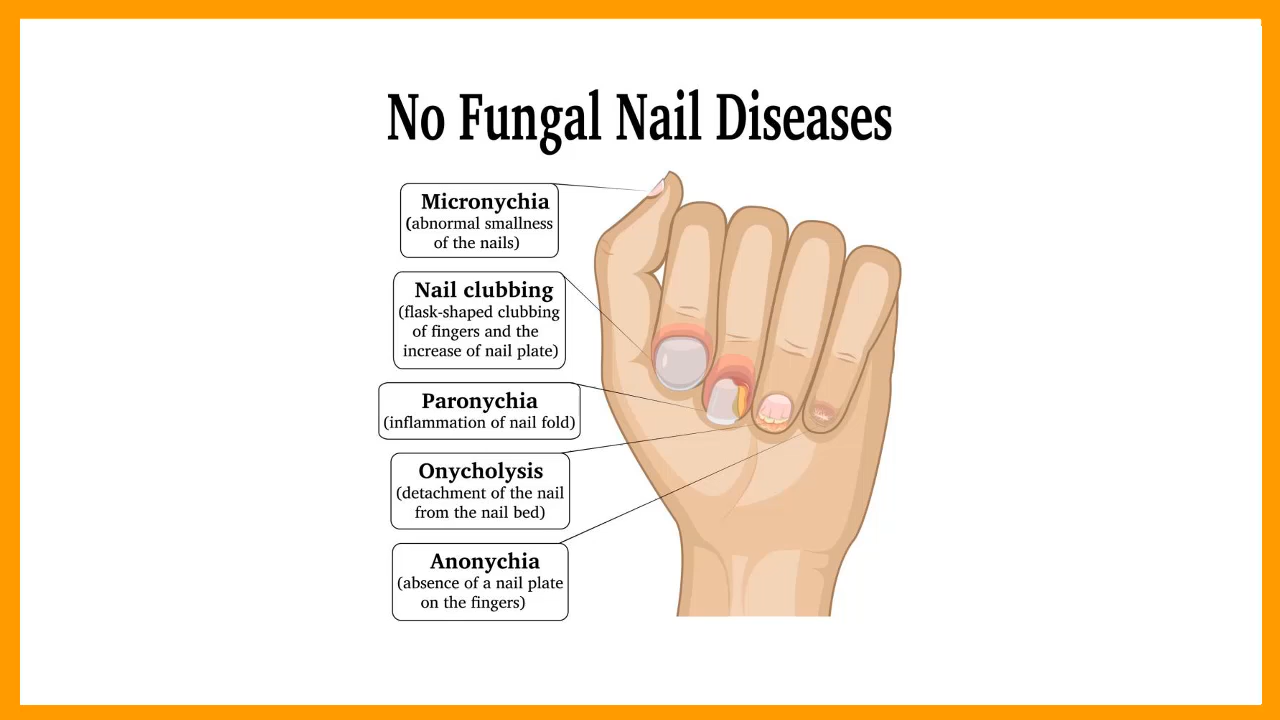 No Fungal Nail Diseases
Micronychia
(abnormal smallness
of the nails)
Nail clubbing
(flask-shaped clubbing
of fingers and the
increase of nail plate)
Paronychia
(inflammation of nail fold)
Onycholysis
(detachment of the nail
from the nail bed)
Anonychia
(absence of a nail plate
on the fingers)